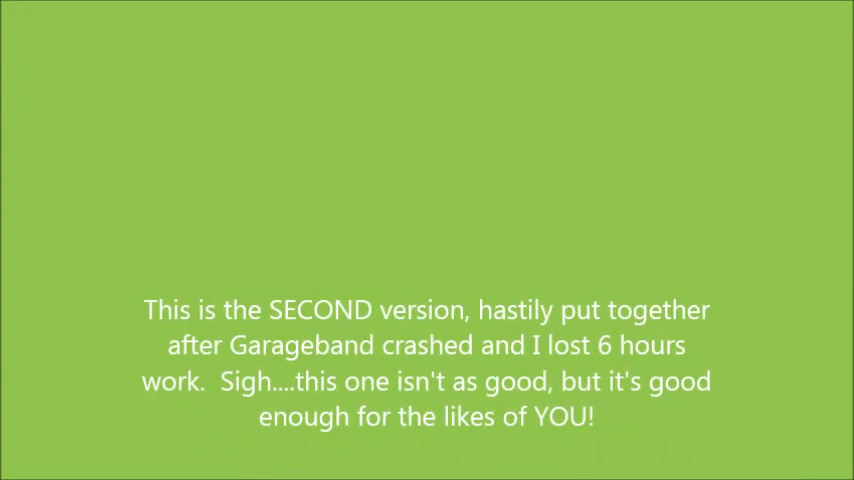 This is the SECOND version, hastily put together
after Garageband crashed and I lost 6 hours
work.  Sigh....this one isn't as good, but it's good
enough for the likes of YOU!